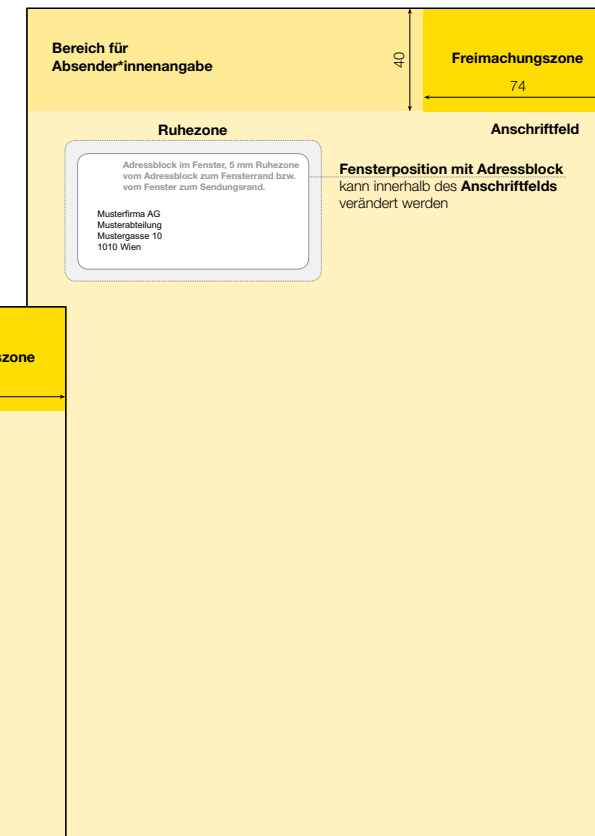 Bereich für
Absender*innenangabe
40
Freimachungszone
74
Ruhezone
Anschriftfeld
Adressblock im Fenster, 5 mm Ruhezone
vom Adressblock zum Fensterrand bzw.
vom Fenster zum Sendungsrand.
Musterfirma AG
Musterabteilung
Mustergasse 10
1010 Wien
Fensterposition mit Adressblock
kann innerhalb des Anschriftfelds
verändert werden
zone